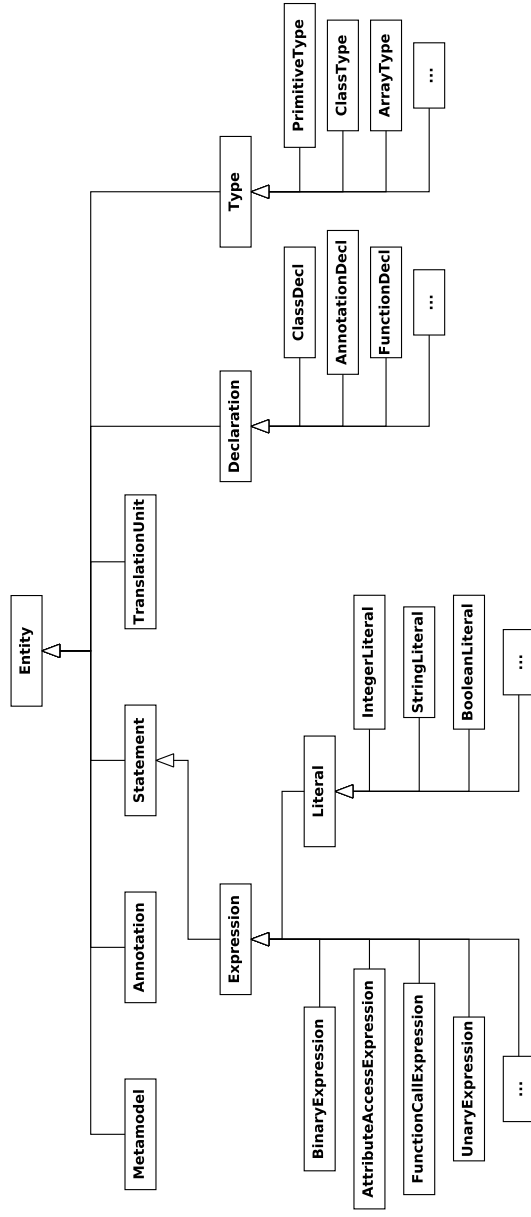 Entity
Metamodel
Annotation
Statement
TranslationUnit
Expression
Declaration
Type
BinaryExpression
AttributeAccessExpression
FunctionCallExpression
UnaryExpression
...
Literal
IntegerLiteral
StringLiteral
BooleanLiteral
...
ClassDecl
AnnotationDecl
FunctionDecl
...
PrimitiveType
ClassType
ArrayType
...